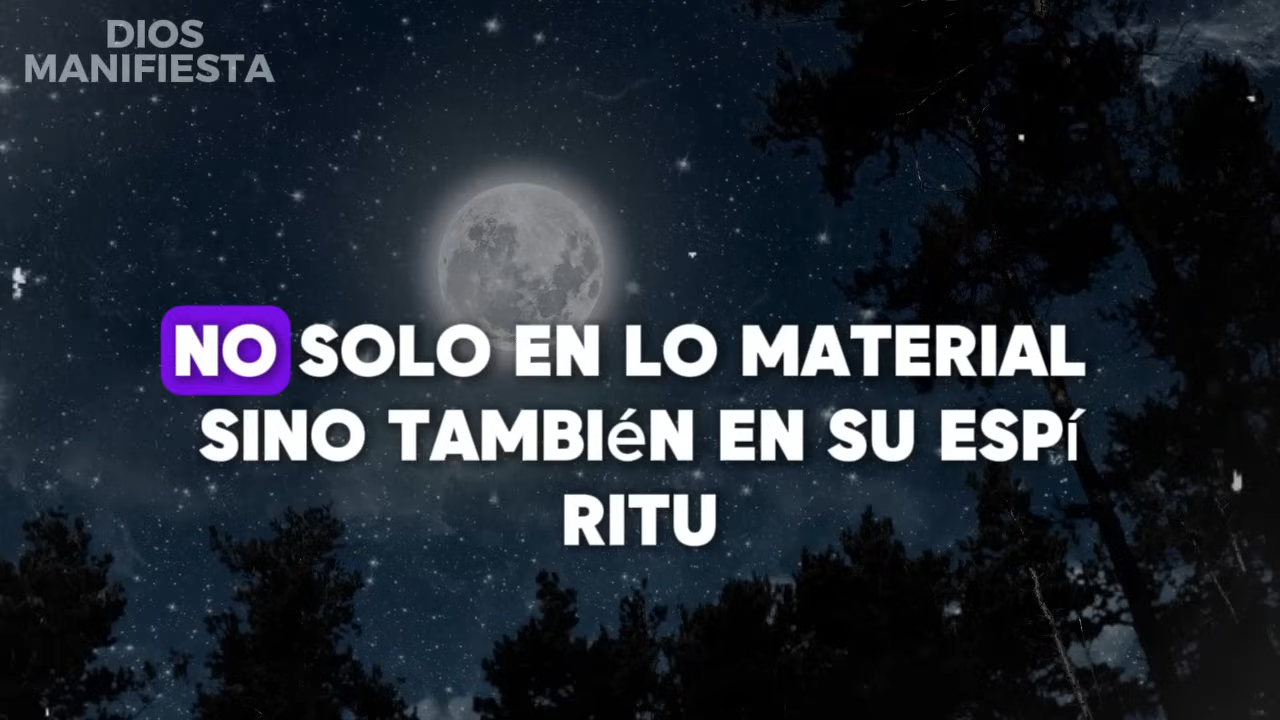 DIOS
MANIFIESTA
NO SOLO EN LO MATERIAL
SINO TAMBIéN EN SU ESPí
RITU